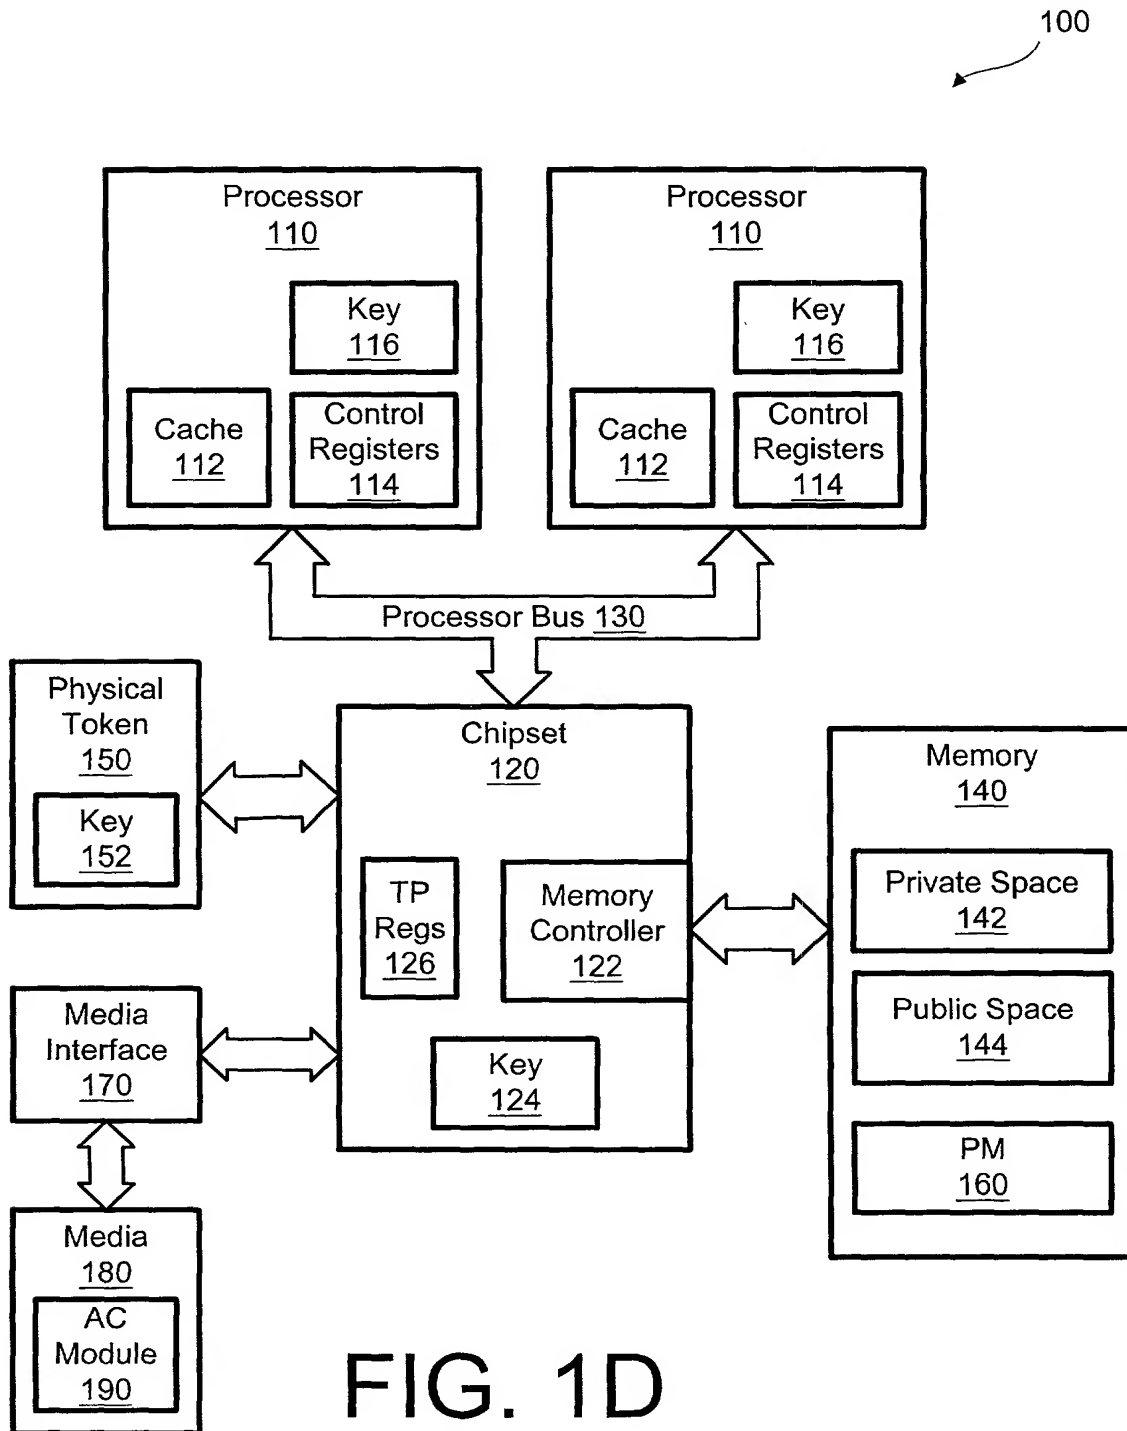 100
Processor
110
Key
116
Cache
112
Control
Registers
114
Processor
110
Key
116
Cache
112
Control
Registers
114
Processor Bus 130
Physical
Token
150
Key
152
Chipset
120
TP
Regs
126
Memory
Controller
122
Key
124
Memory
140
Private Space
142
Public Space
144
PM
160
Media
Interface
170
Media
180
AC
Module
190
FIG. 1D